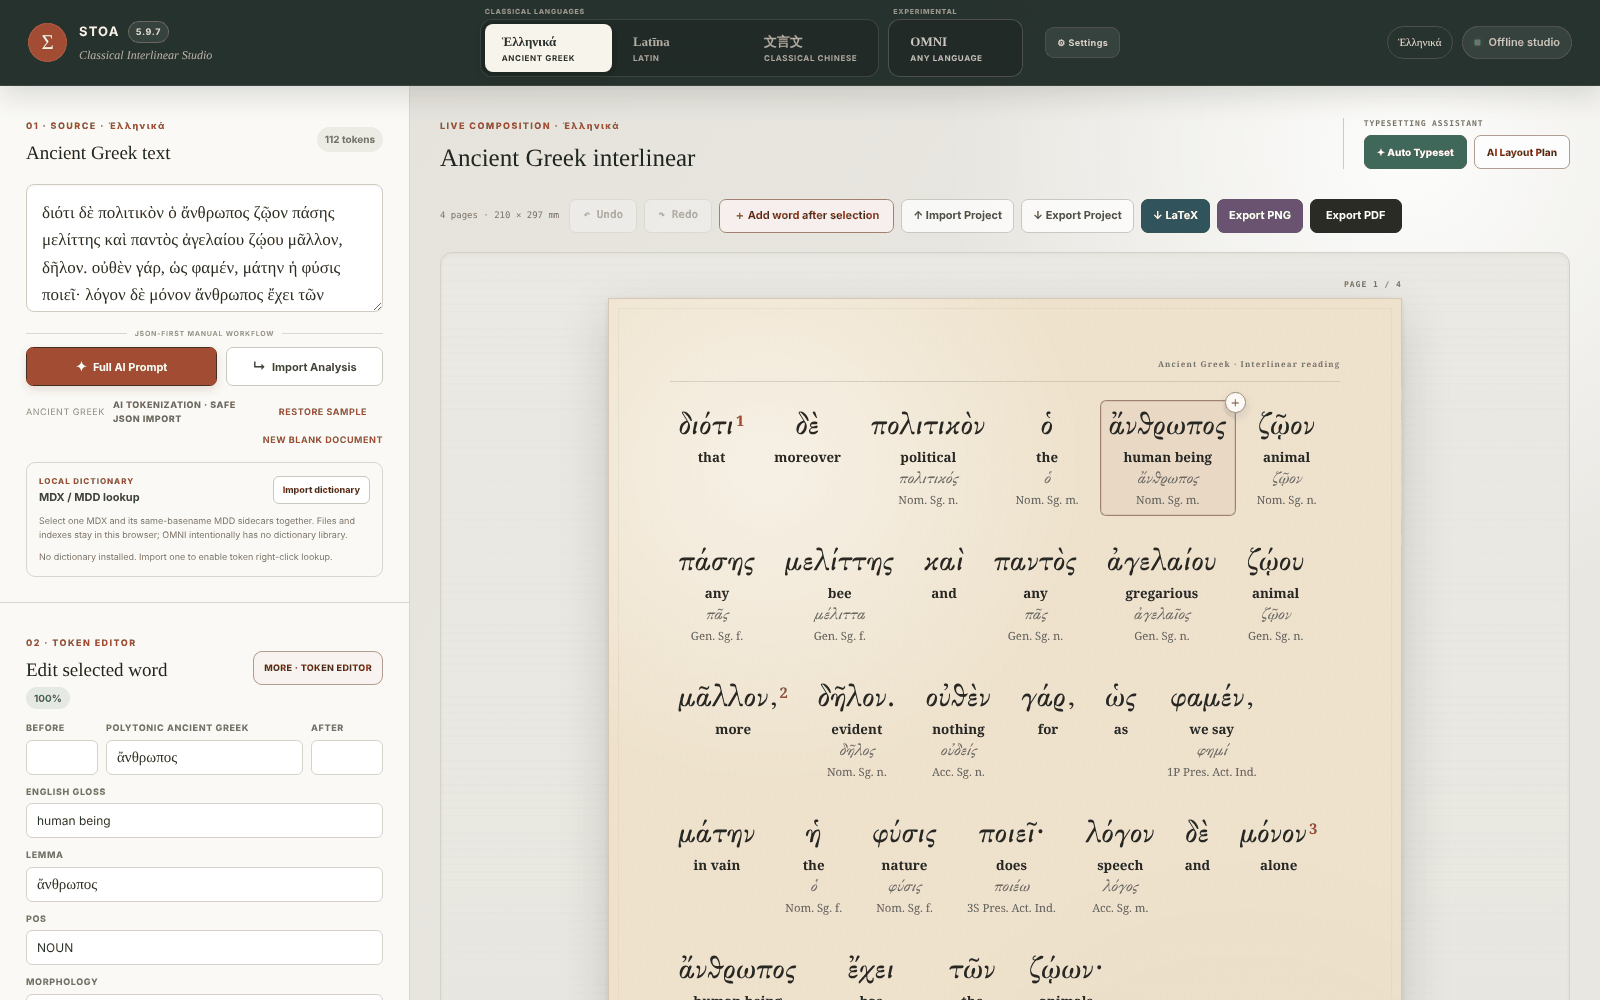 Σ
STOA 5.9.7
Classical Interlinear Studio
CLASSICAL LANGUAGES
Ἑλληνικά
ANCIENT GREEK
Latīna
LATIN
文言文
CLASSICAL CHINESE
EXPERIMENTAL
OMNI
ANY LANGUAGE
⚙ Settings
Ἑλληνικά
Offline studio
01 · SOURCE · Ἑλληνικά
Ancient Greek text
112 tokens
διότι δὲ πολιτικὸν ὁ ἄνθρωπος ζῷον πάσης
μελίττης καὶ παντὸς ἀγελαίου ζῴου μᾶλλον,
δῆλον. οὐθὲν γάρ, ὡς φαμέν, μάτην ἡ φύσις
ποιεῖ· λόγον δὲ μόνον ἄνθρωπος ἔχει τῶν
JSON-FIRST MANUAL WORKFLOW
✦ Full AI Prompt
↪ Import Analysis
ANCIENT GREEK
AI TOKENIZATION · SAFE
JSON IMPORT
RESTORE SAMPLE
NEW BLANK DOCUMENT
LOCAL DICTIONARY
MDX / MDD lookup
Import dictionary
Select one MDX and its same-basename MDD sidecars together. Files and
indexes stay in this browser; OMNI intentionally has no dictionary library.
No dictionary installed. Import one to enable token right-click lookup.
02 · TOKEN EDITOR
Edit selected word
MORE · TOKEN EDITOR
100%
BEFORE POLYTONIC ANCIENT GREEK AFTER
ἄνθρωπος
ENGLISH GLOSS
human being
LEMMA
ἄνθρωπος
POS
NOUN
MORPHOLOGY
LIVE COMPOSITION · Ἑλληνικά
Ancient Greek interlinear
TYPESETTING ASSISTANT
✦ Auto Typeset
AI Layout Plan
4 pages · 210 × 297 mm
↶ Undo
↷ Redo
+ Add word after selection
↑ Import Project
↓ Export Project
↓ LaTeX
Export PNG
Export PDF
PAGE 1 / 4
Ancient Greek · Interlinear reading
+
διότι1 δὲ πολιτικὸν ὁ ἄνθρωπος ζῷον
that moreover political the human being animal
πολιτικός ὁ ἄνθρωπος ζῷον
Nom. Sg. n. Nom. Sg. m. Nom. Sg. m. Nom. Sg. n.
πάσης μελίττης καὶ παντὸς ἀγελαίου ζῴου
any bee and any gregarious animal
πᾶς μέλιττα πᾶς ἀγελαῖος ζῷον
Gen. Sg. f. Gen. Sg. f. Gen. Sg. n. Gen. Sg. n. Gen. Sg. n.
μᾶλλον,2 δῆλον. οὐθὲν γάρ, ὡς φαμέν,
more evident nothing for as we say
δῆλος οὐδείς φημί
Nom. Sg. n. Acc. Sg. n. 1P Pres. Act. Ind.
μάτην ἡ φύσις ποιεῖ· λόγον δὲ μόνον3
in vain the nature does speech and alone
ὁ φύσις ποιέω λόγος
Nom. Sg. f. Nom. Sg. f. 3S Pres. Act. Ind. Acc. Sg. m.
ἄνθρωπος ἔχει τῶν ζῴων·
human being has the animals